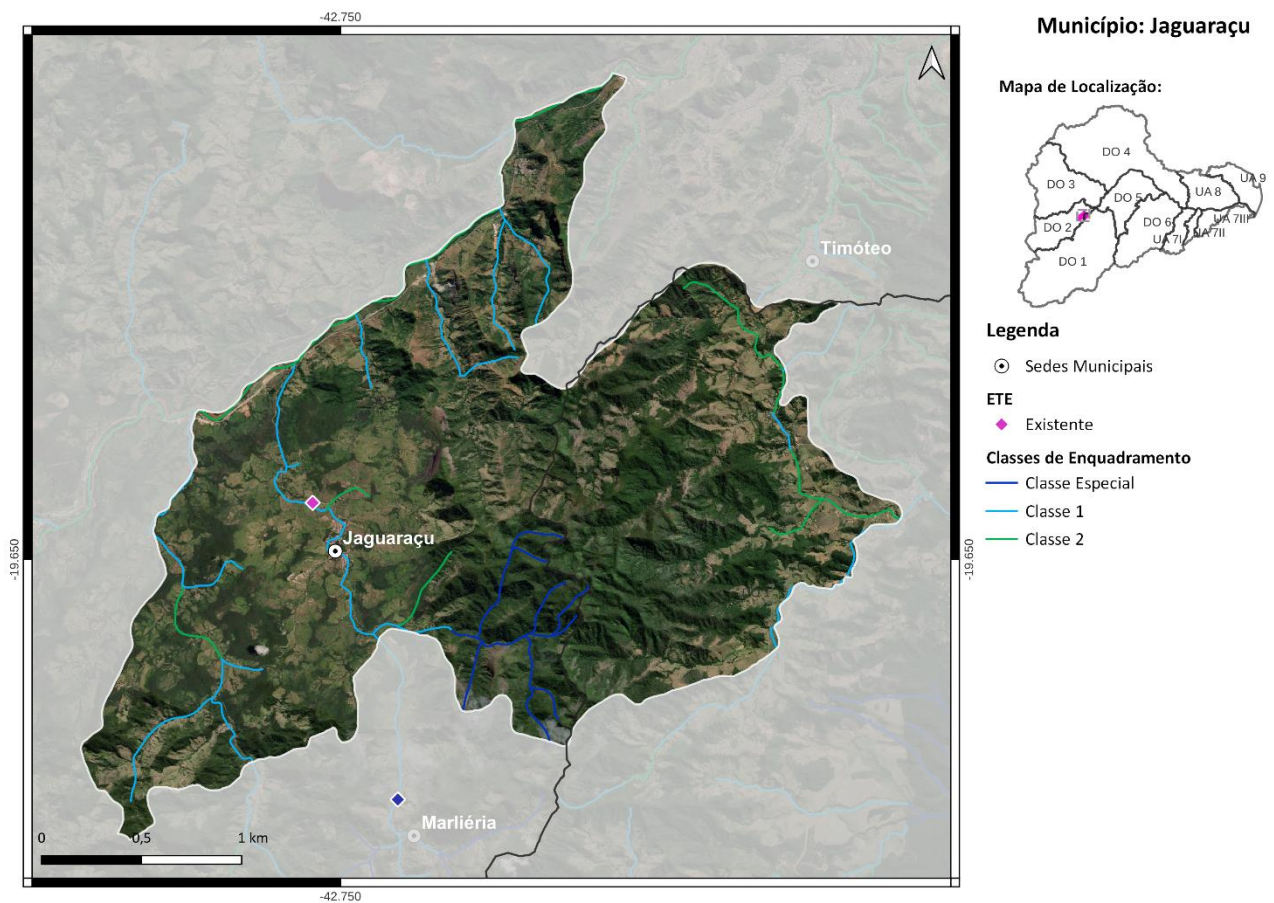 Município: Jaguaraçu
-42.750
Mapa de Localização:
DO 4
UA 9
DO 3
UA 8
DO 5
DO 2
DO 6
UA 7III
UA 7II
UA 7I
DO 1
Timóteo
Legenda
Sedes Municipais
ETE
Existente
Classes de Enquadramento
Classe Especial
Classe 1
Classe 2
Jaguaraçu
-19.650
-19.650
Marliéria
0 0,5 1 km
-42.750